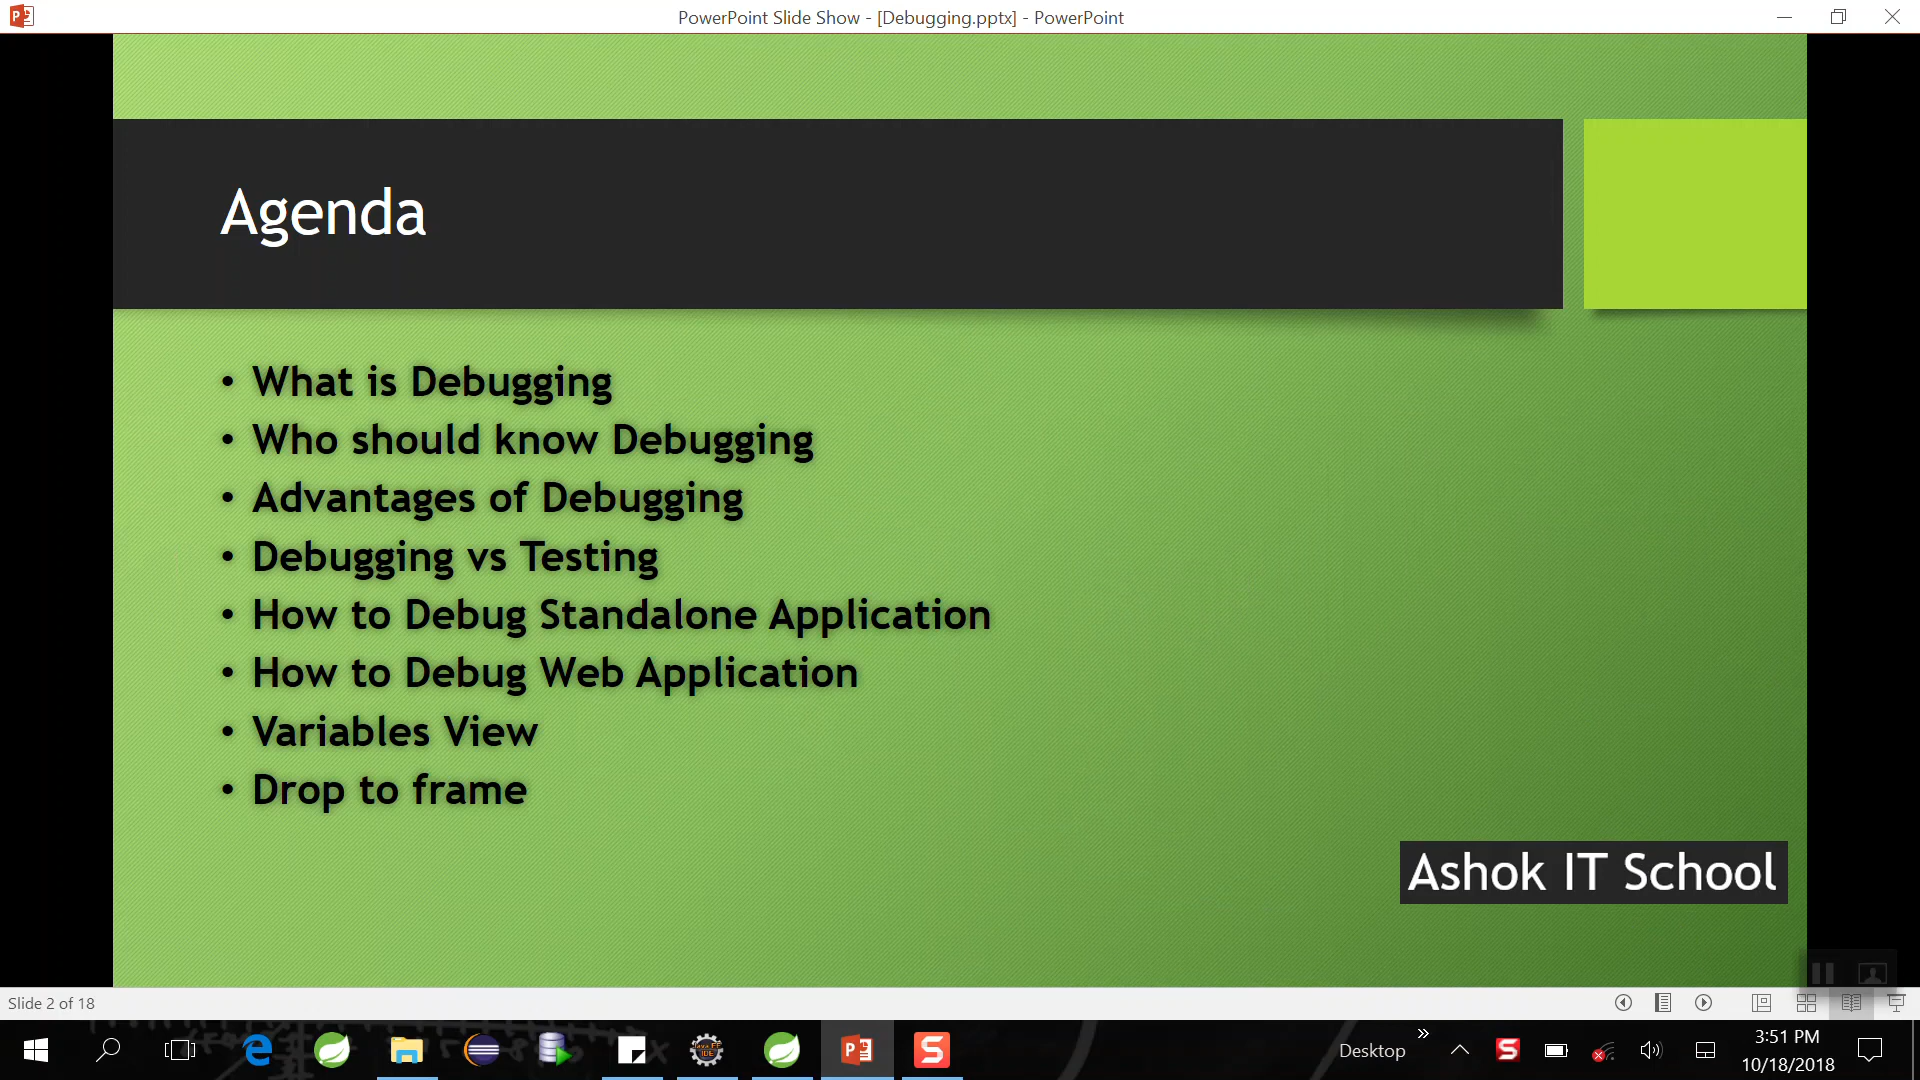 PowerPoint Slide Show - [Debugging.pptx] - PowerPoint
Agenda
• What is Debugging
• Who should know Debugging
• Advantages of Debugging
• Debugging vs Testing
• How to Debug Standalone Application
• How to Debug Web Application
• Variables View
• Drop to frame
Ashok IT School
Slide 2 of 18
Desktop
3:51 PM
10/18/2018